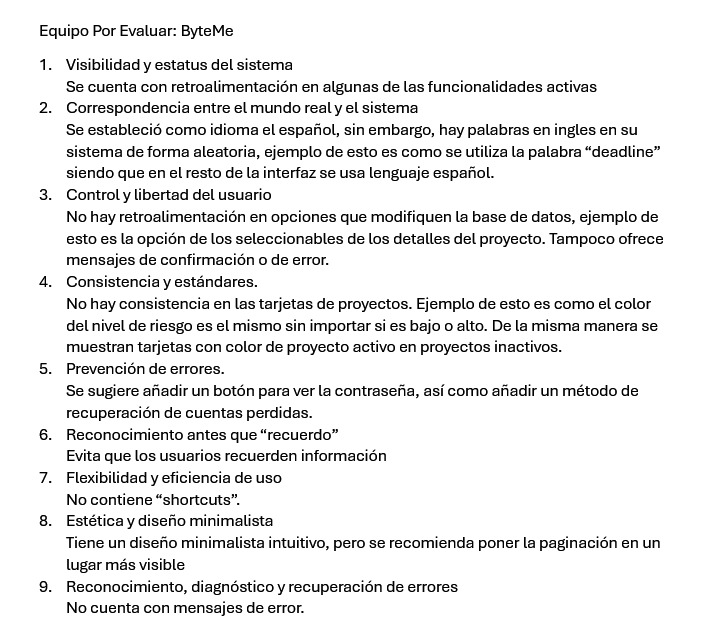 Equipo Por Evaluar: ByteMe
1. Visibilidad y estatus del sistema
Se cuenta con retroalimentación en algunas de las funcionalidades activas
2. Correspondencia entre el mundo real y el sistema
Se estableció como idioma el español, sin embargo, hay palabras en ingles en su
sistema de forma aleatoria, ejemplo de esto es como se utiliza la palabra “deadline”
siendo que en el resto de la interfaz se usa lenguaje español.
3. Control y libertad del usuario
No hay retroalimentación en opciones que modifiquen la base de datos, ejemplo de
esto es la opción de los seleccionables de los detalles del proyecto. Tampoco ofrece
mensajes de confirmación o de error.
4. Consistencia y estándares.
No hay consistencia en las tarjetas de proyectos. Ejemplo de esto es como el color
del nivel de riesgo es el mismo sin importar si es bajo o alto. De la misma manera se
muestran tarjetas con color de proyecto activo en proyectos inactivos.
5. Prevención de errores.
Se sugiere añadir un botón para ver la contraseña, así como añadir un método de
recuperación de cuentas perdidas.
6. Reconocimiento antes que “recuerdo”
Evita que los usuarios recuerden información
7. Flexibilidad y eficiencia de uso
No contiene “shortcuts”.
8. Estética y diseño minimalista
Tiene un diseño minimalista intuitivo, pero se recomienda poner la paginación en un
lugar más visible
9. Reconocimiento, diagnóstico y recuperación de errores
No cuenta con mensajes de error.